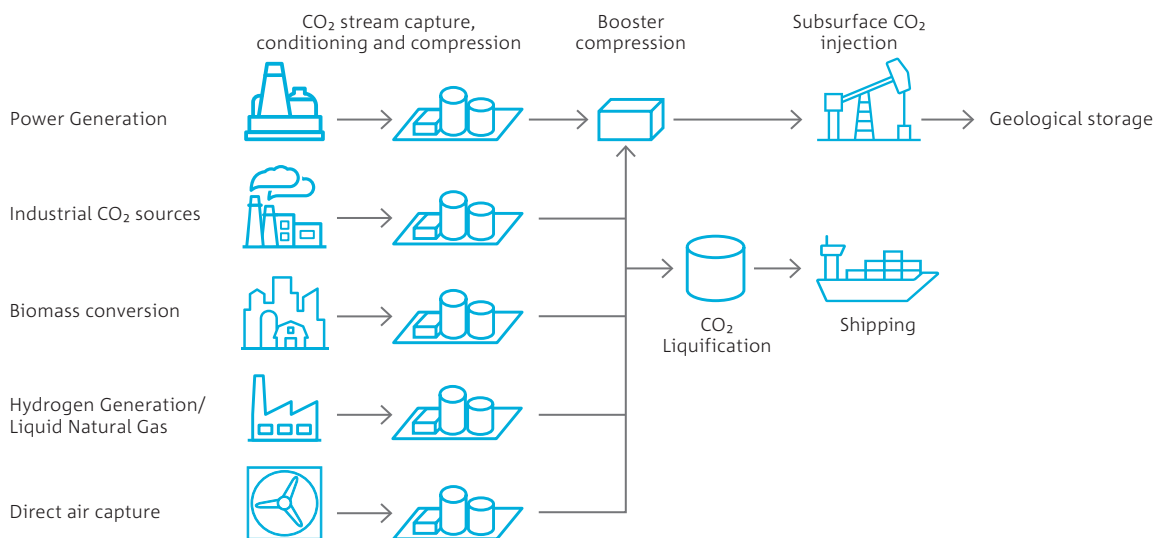 CO₂ stream capture,
conditioning and compression
Booster
compression
Subsurface CO₂
injection
Power Generation
Geological storage
Industrial CO₂ sources
Biomass conversion
CO₂
Liquification
Shipping
Hydrogen Generation/
Liquid Natural Gas
Direct air capture